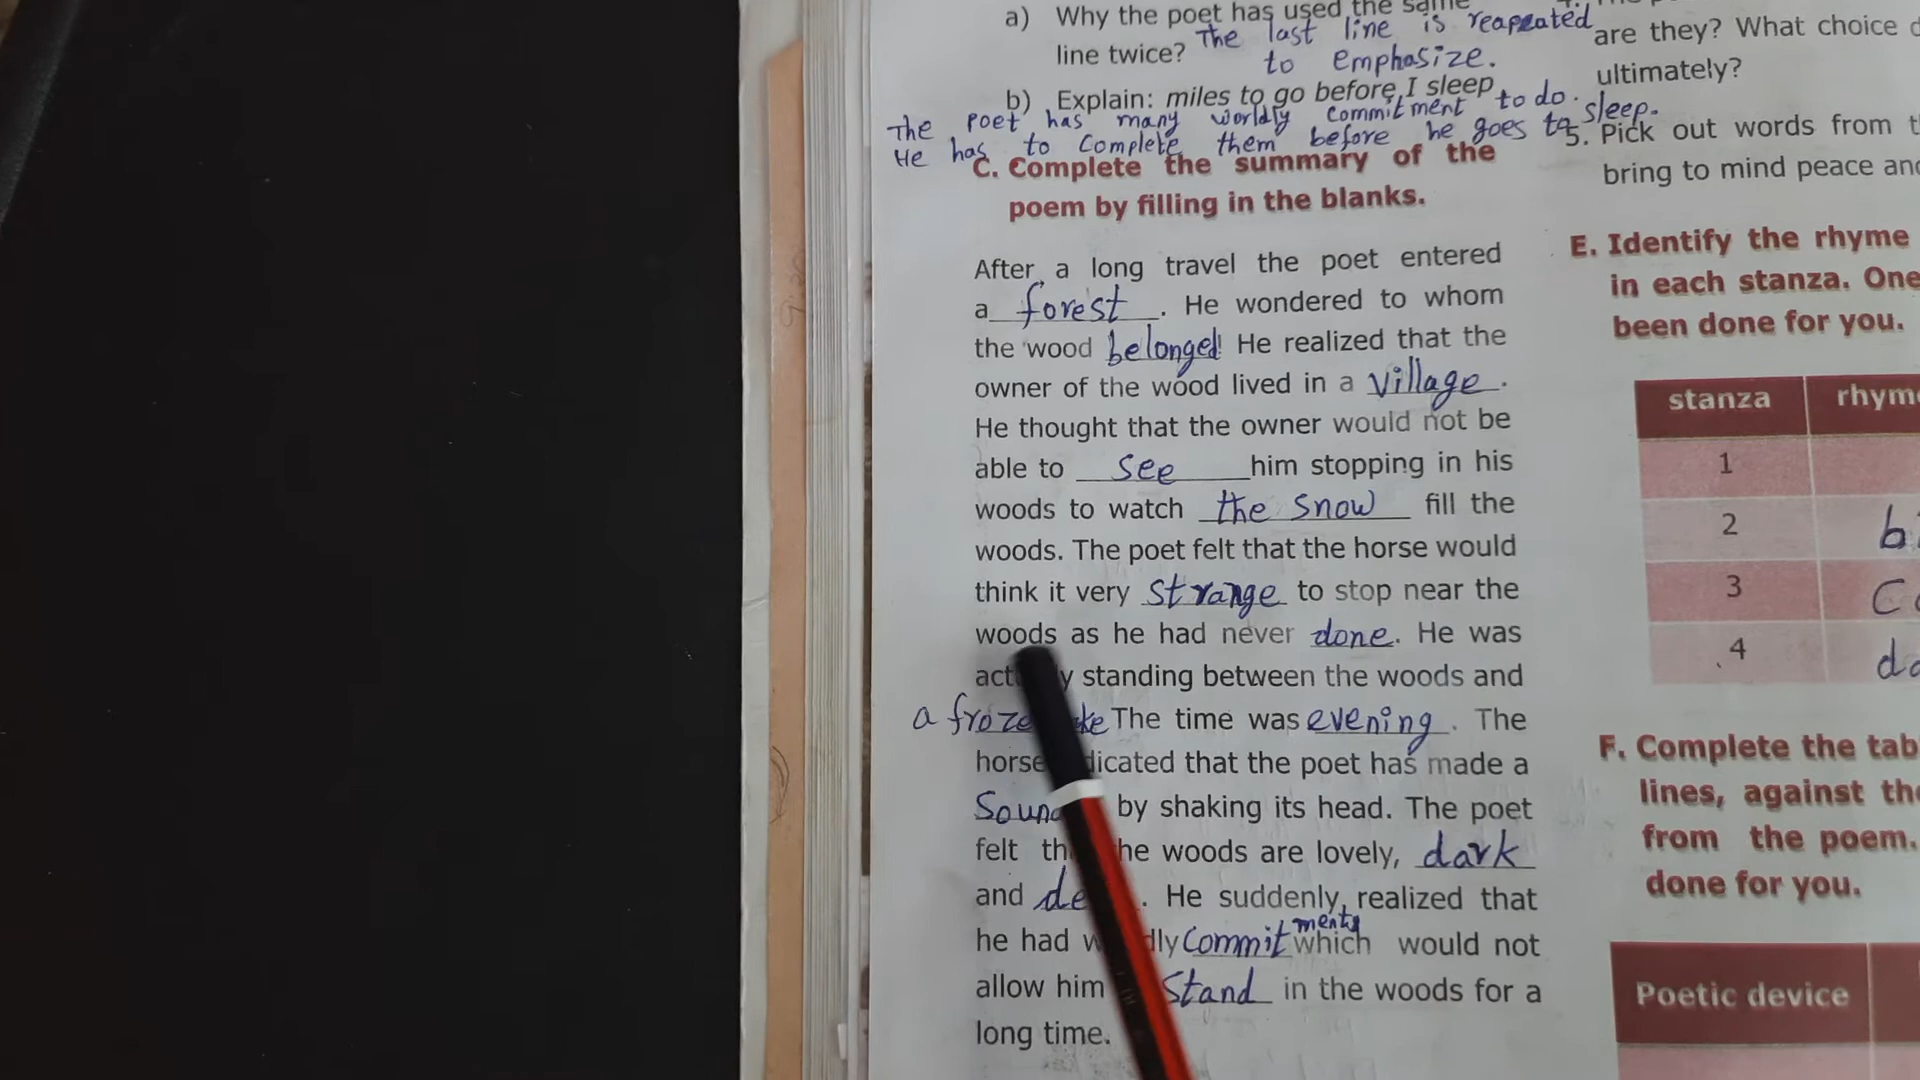 a) Why the poet has used the same
line twice? The last line is reapeated
to emphasize.
b) Explain: miles to go before I sleep
The poet has many worldly commitment to do.
He has to complete them before he goes to sleep.
C. Complete the summary of the
poem by filling in the blanks.
After a long travel the poet entered
a forest. He wondered to whom
the wood belonged! He realized that the
owner of the wood lived in a village.
He thought that the owner would not be
able to see him stopping in his
woods to watch the snow fill the
woods. The poet felt that the horse would
think it very strange to stop near the
woods as he had never done. He was
standing between the woods and
a The time was evening. The
that the poet has made a
by shaking its head. The poet
felt woods are lovely, dark
and He suddenly realized that
he had commitments which would not
allow him Stand in the woods for a
long time.
are they? What choice
ultimately?
5. Pick out words from
bring to mind peace
E. Identify the rhyme
in each stanza. One
been done for you.
stanza
1
2
3
4
F. Complete the
lines, against
from the poem.
done for you.
Poetic device